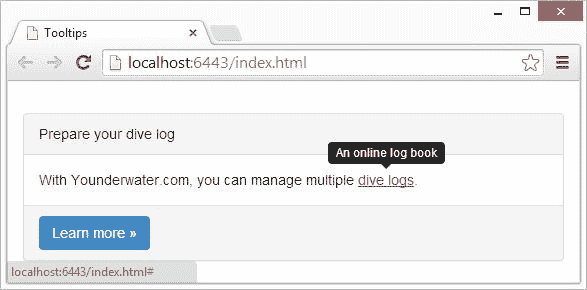 Tooltips
localhost:6443/index.html
Prepare your dive log
An online log book
With Younderwater.com, you can manage multiple dive logs.
Learn more »
localhost:6443/index.html#